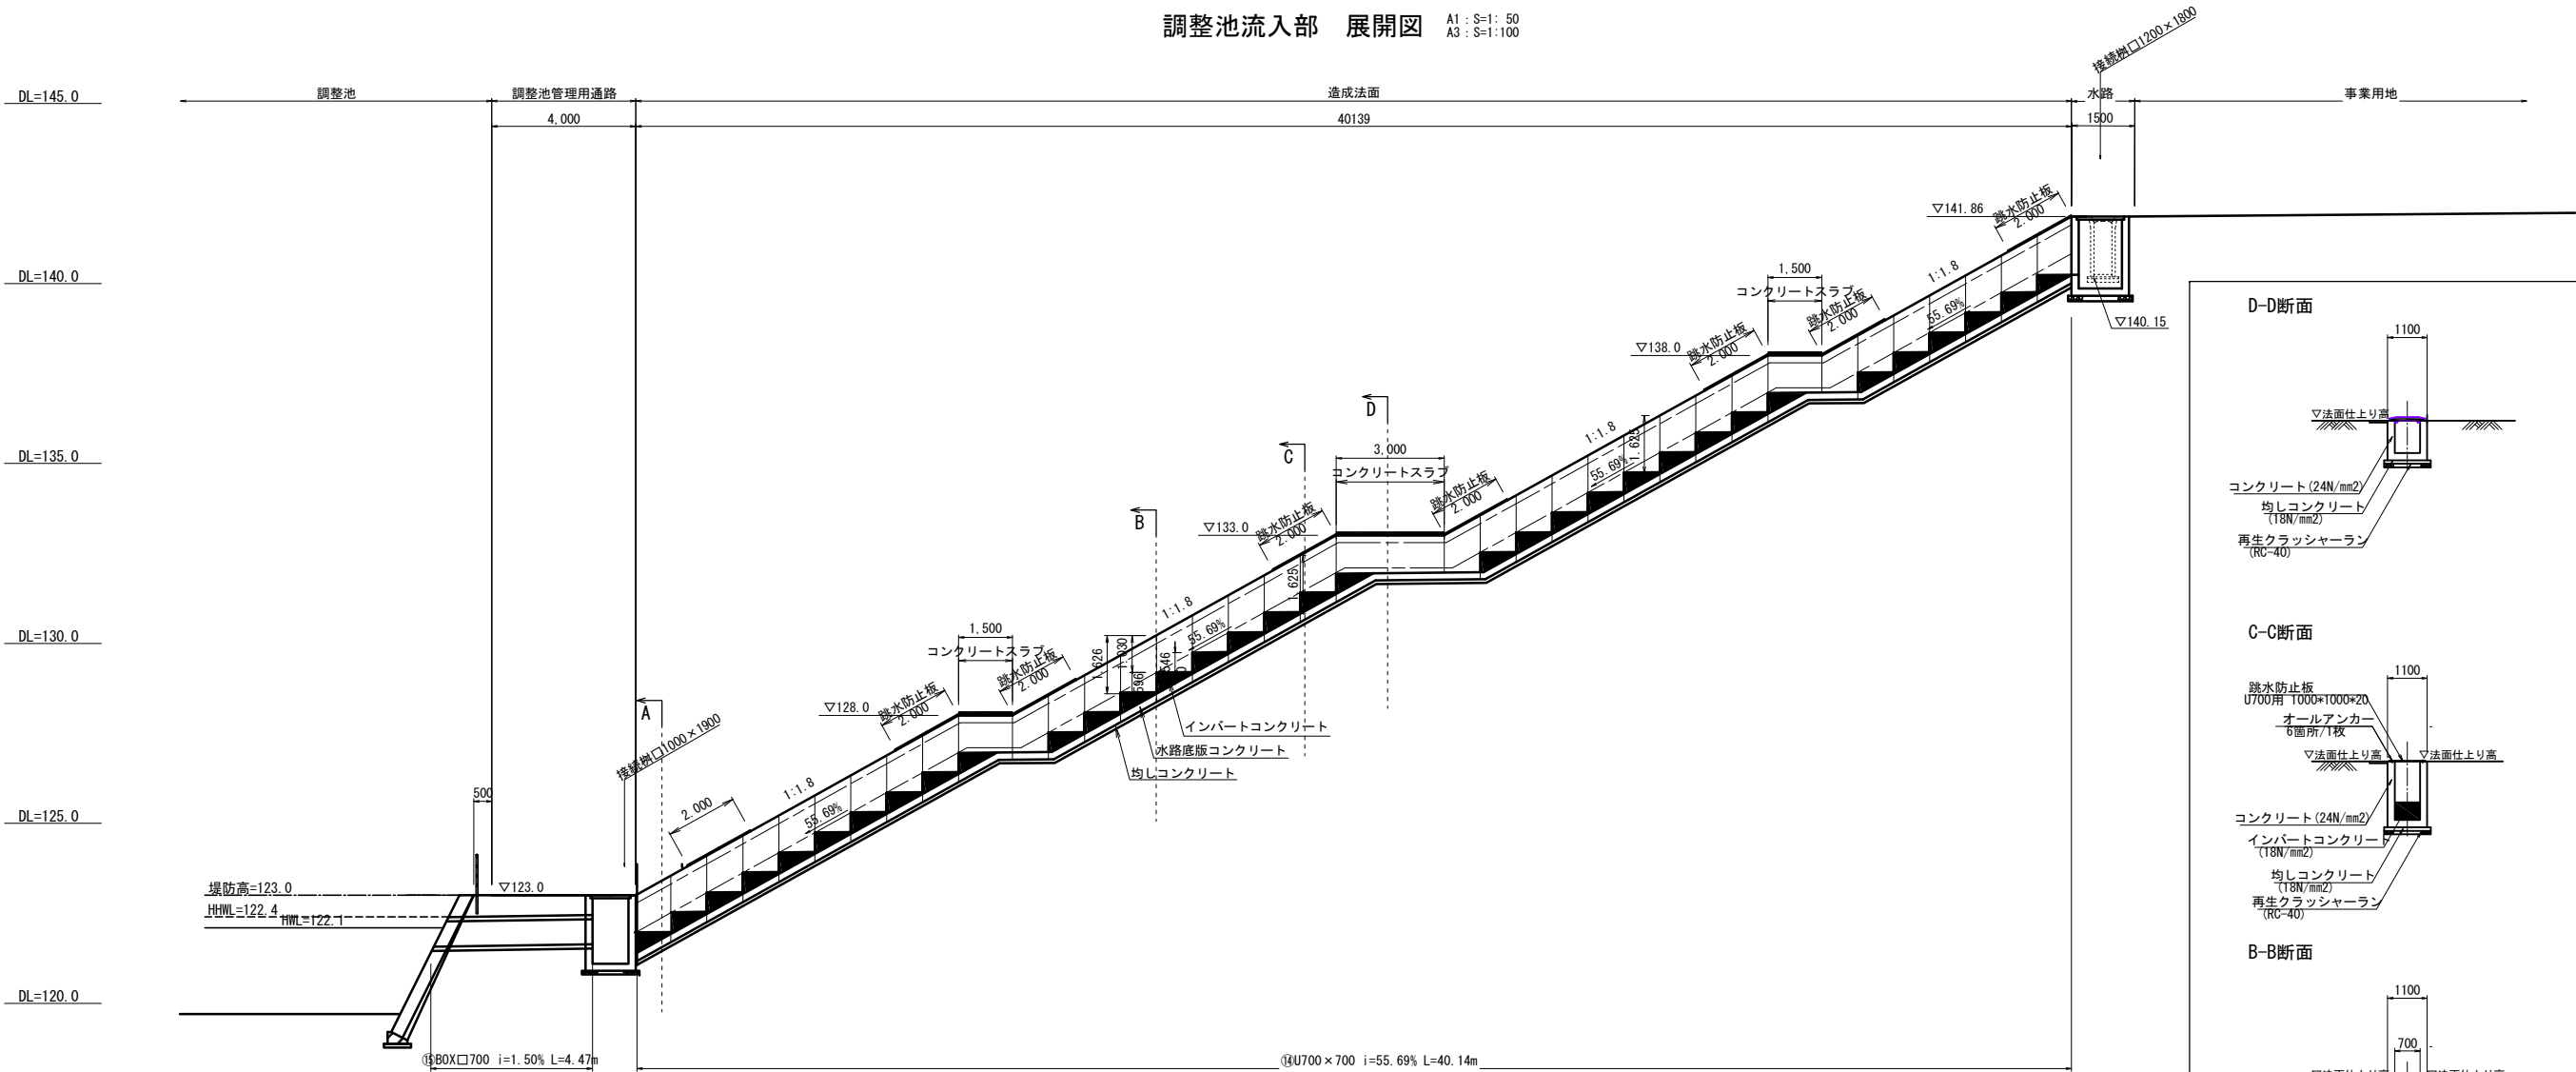 調整池流入部　展開図
A1 : S=1: 50
A3 : S=1:100
接続桝□1200×1800
DL=145.0
調整池
調整池管理用通路
造成法面
水路
事業用地
4,000
40139
1500
▽141.86
跳水防止板
2.000
DL=140.0
1,500
コンクリートスラブ
跳水防止板
2.000
1:1.8
55.69%
▽140.15
▽138.0
跳水防止板
2.000
D
DL=135.0
C
3,000
コンクリートスラブ
跳水防止板
2.000
1:1.8
55.69%
1.625
B
▽133.0
跳水防止板
2.000
1:1.8
55.69%
DL=130.0
1,500
コンクリートスラブ
跳水防止板
2.000
1.030
596
インバートコンクリート
水路底版コンクリート
均しコンクリート
A
▽128.0
跳水防止板
2.000
接続桝□1000×1900
DL=125.0
500
2.000
1:1.8
55.69%
堤防高=123.0
▽123.0
HHWL=122.4
HWL=122.1
DL=120.0
⑮BOX□700 i=1.50% L=4.47m
⑭U700×700 i=55.69% L=40.14m
D-D断面
1100
▽法面仕上り高
コンクリート(24N/mm2)
均しコンクリート
(18N/mm2)
再生クラッシャーラン
(RC-40)
C-C断面
1100
跳水防止板
U700用 1000*1000*20
オールアンカー
6箇所/1枚
▽法面仕上り高
▽法面仕上り高
コンクリート(24N/mm2)
インバートコンクリート
(18N/mm2)
均しコンクリート
(18N/mm2)
再生クラッシャーラン
(RC-40)
B-B断面
1100
700